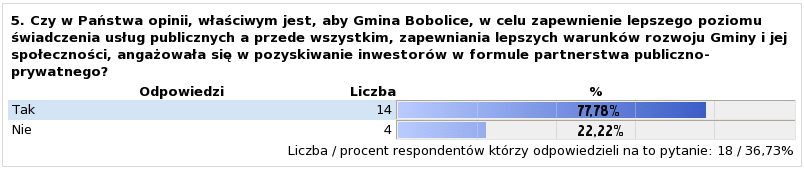 5. Czy w Państwa opinii, właściwym jest, aby Gmina Bobolice, w celu zapewnienie lepszego poziomu
świadczenia usług publicznych a przede wszystkim, zapewniania lepszych warunków rozwoju Gminy i jej
społeczności, angażowała się w pozyskiwanie inwestorów w formule partnerstwa publiczno-
prywatnego?
Odpowiedzi Liczba %
Tak 14 77,78%
Nie 4 22,22%
Liczba / procent respondentów którzy odpowiedzieli na to pytanie: 18 / 36,73%